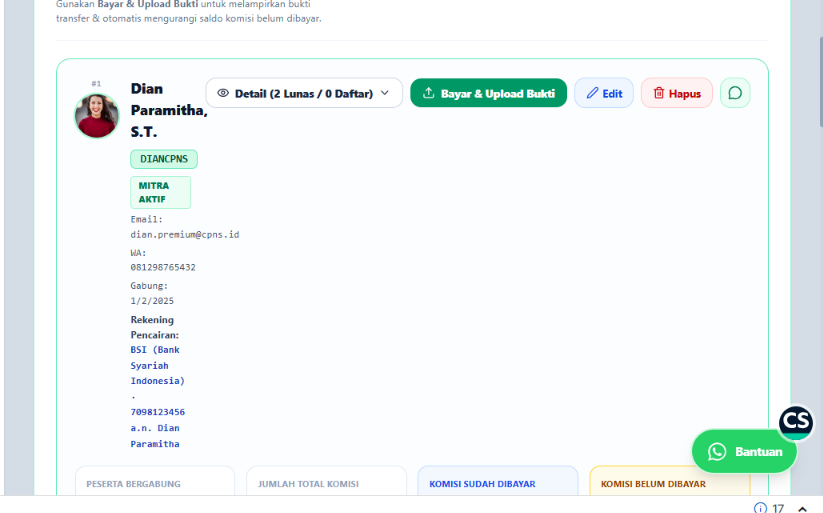 Gunakan Bayar & Upload Bukti untuk melampirkan bukti
transfer & otomatis mengurangi saldo komisi belum dibayar.
#1
Dian
Paramitha,
S.T.
Detail (2 Lunas / 0 Daftar)
Bayar & Upload Bukti
Edit
Hapus
DIANCPNS
MITRA
AKTIF
Email:
dian.premium@cpns.id
WA:
081298765432
Gabung:
1/2/2025
Rekening
Pencairan:
BSI (Bank
Syariah
Indonesia)
·
7098123456
a.n. Dian
Paramitha
CS
Bantuan
PESERTA BERGABUNG
JUMLAH TOTAL KOMISI
KOMISI SUDAH DIBAYAR
KOMISI BELUM DIBAYAR
17